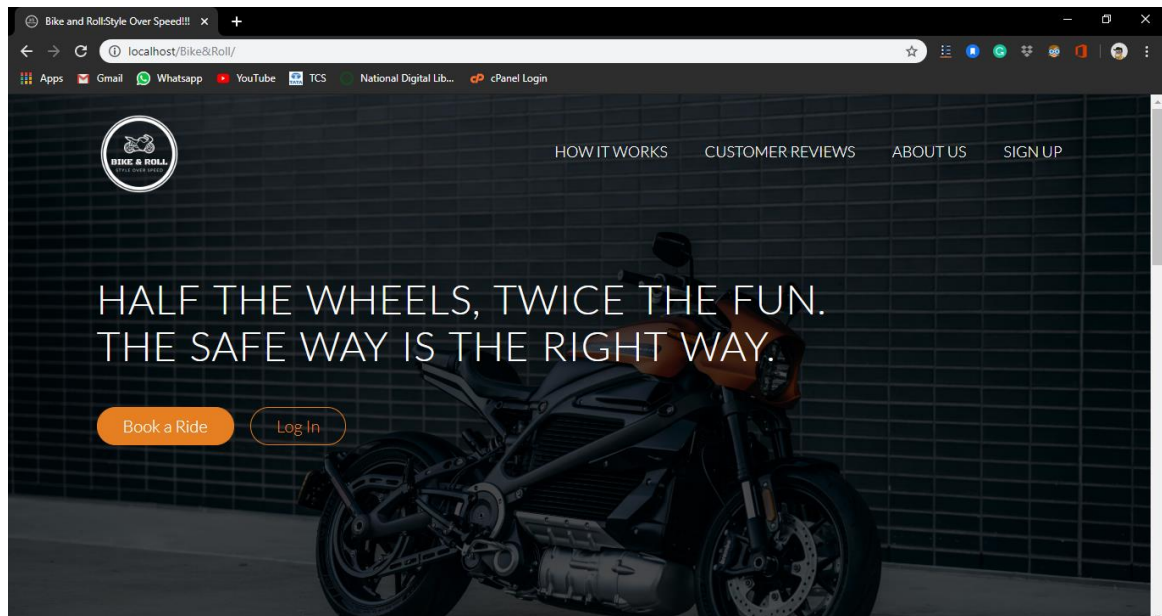 Bike and Roll:Style Over Speed!!!
localhost/Bike&Roll/
Apps Gmail Whatsapp YouTube TCS National Digital Lib... cPanel Login
BIKE & ROLL
STYLE OVER SPEED
HOW IT WORKS CUSTOMER REVIEWS ABOUT US SIGN UP
HALF THE WHEELS, TWICE THE FUN.
THE SAFE WAY IS THE RIGHT WAY.
Book a Ride Log In